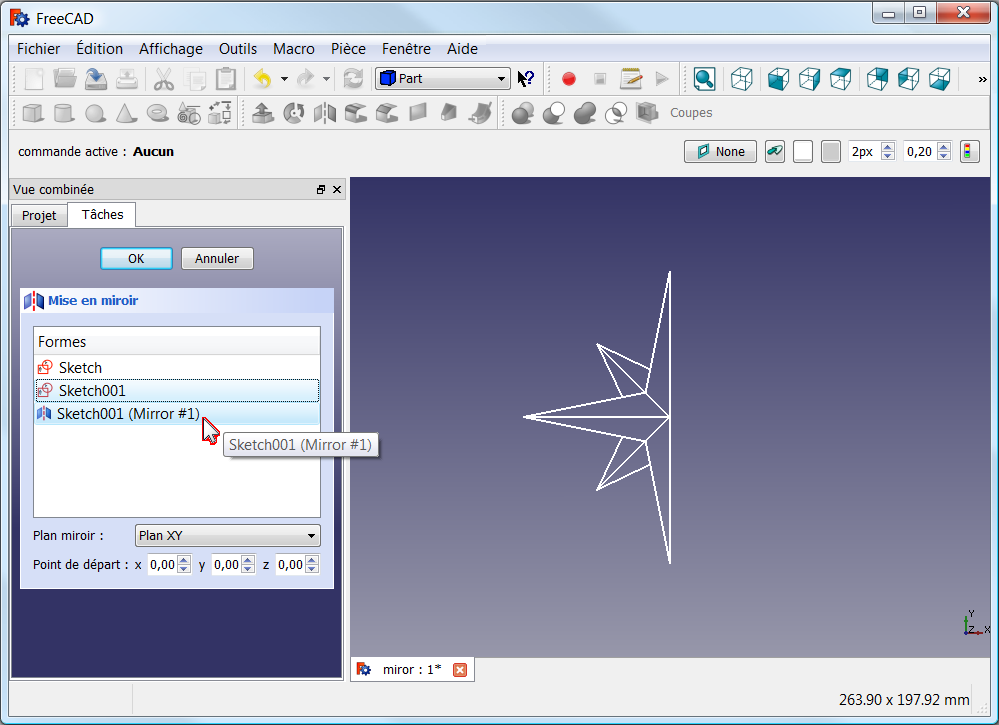 FreeCAD
Fichier Édition Affichage Outils Macro Pièce Fenêtre Aide
Part
»
Coupes
commande active : Aucun
None
2px
0,20
Vue combinée
Projet
Tâches
OK
Annuler
Mise en miroir
Formes
Sketch
Sketch001
Sketch001 (Mirror #1)
Sketch001 (Mirror #1)
Plan miroir : Plan XY
Point de départ : x 0,00 y 0,00 z 0,00
Y
Z X
miror : 1*
263.90 x 197.92 mm